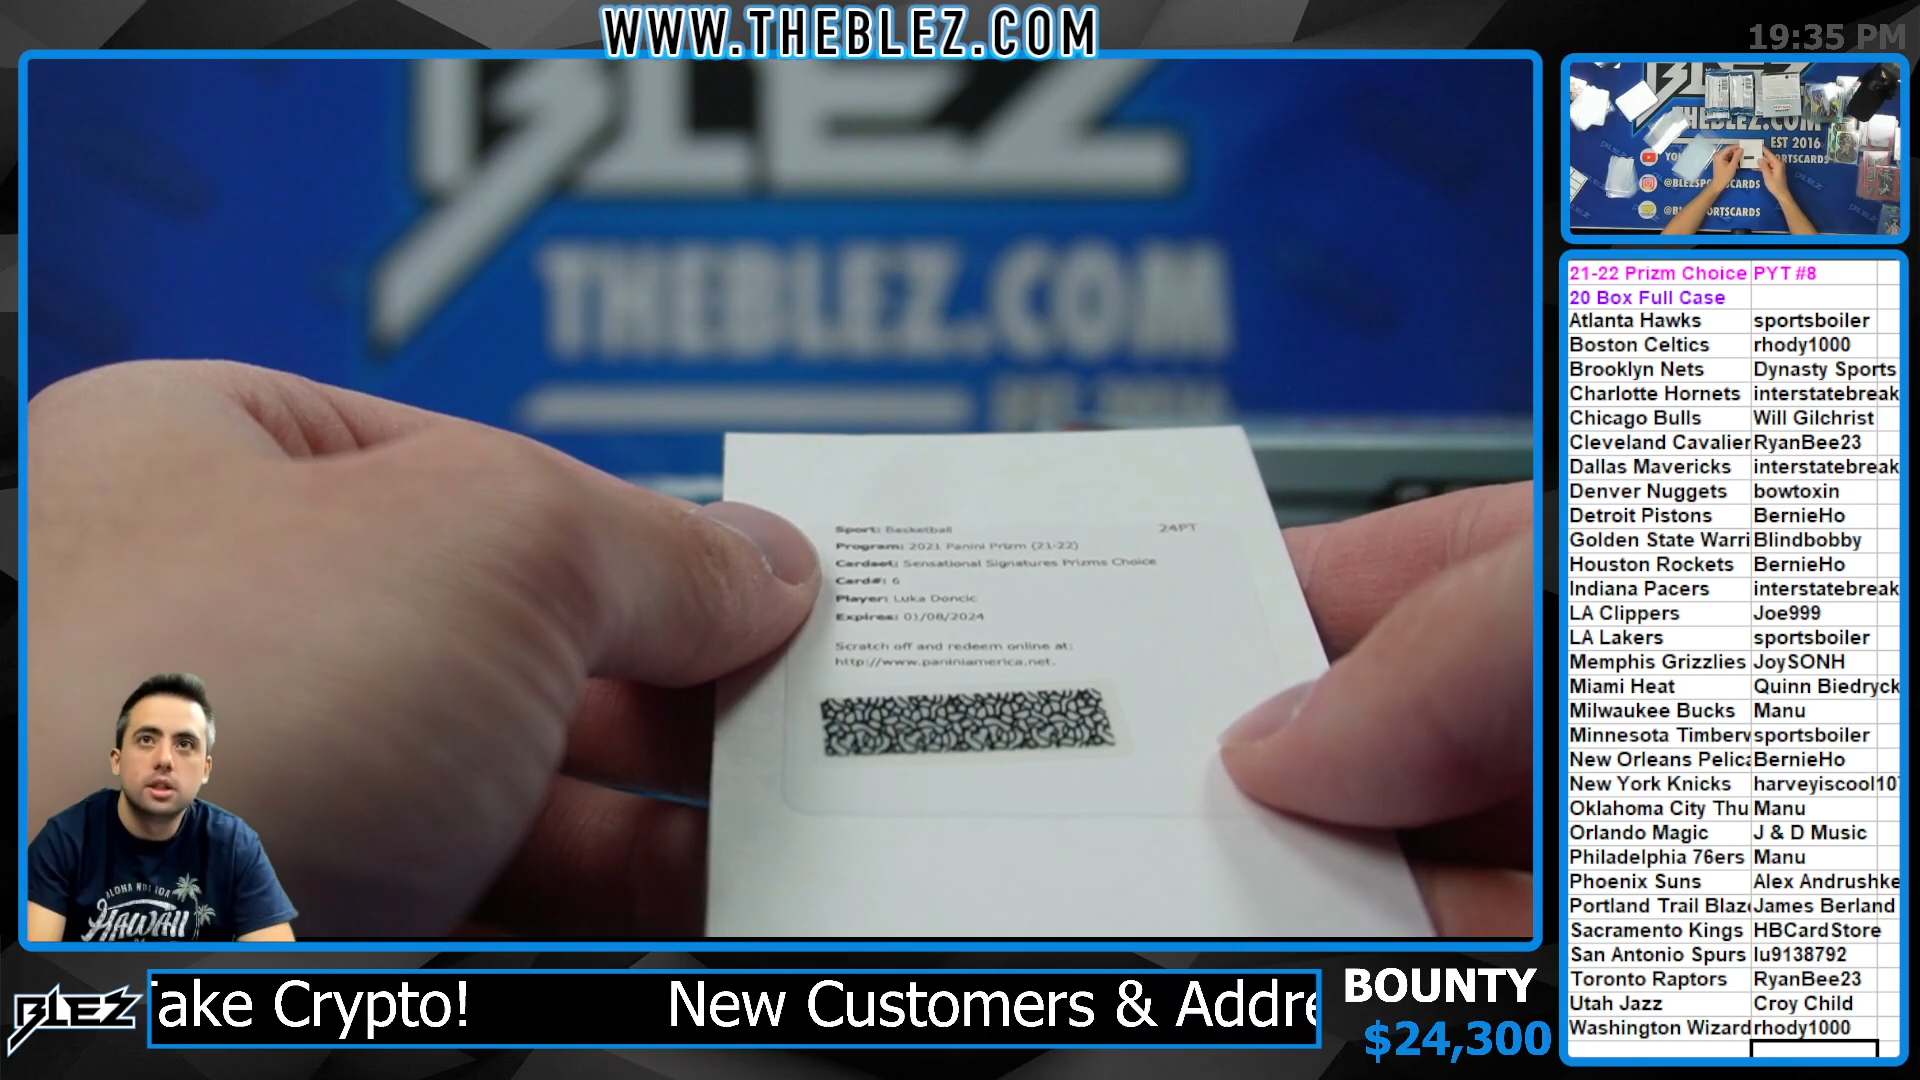 WWW.THEBLEZ.COM
19:35 PM
BLEZ
THEBLEZ.COM
Sport: Basketball
24PT
Program: 2021 Panini Prizm (21-22)
Cardset: Sensational Signatures Prizms Choice
Card#: 6
Player: Luka Doncic
Expires: 01/08/2024
Scratch off and redeem online at:
http://www.paniniamerica.net.
HAWAII
THEBLEZ.COM
EST 2016
21-22 Prizm Choice PYT #8
20 Box Full Case
Atlanta Hawks sportsboiler
Boston Celtics rhody1000
Brooklyn Nets Dynasty Sports
Charlotte Hornets interstatebreak
Chicago Bulls Will Gilchrist
Cleveland Cavalier RyanBee23
Dallas Mavericks interstatebreak
Denver Nuggets bowtoxin
Detroit Pistons BernieHo
Golden State Warri Blindbobby
Houston Rockets BernieHo
Indiana Pacers interstatebreak
LA Clippers Joe999
LA Lakers sportsboiler
Memphis Grizzlies JoySONH
Miami Heat Quinn Biedryck
Milwaukee Bucks Manu
Minnesota Timberv sportsboiler
New Orleans Pelica BernieHo
New York Knicks harveyiscool10
Oklahoma City Thu Manu
Orlando Magic J & D Music
Philadelphia 76ers Manu
Phoenix Suns Alex Andrushke
Portland Trail Blaz James Berland
Sacramento Kings HBCardStore
San Antonio Spurs lu9138792
Toronto Raptors RyanBee23
Utah Jazz Croy Child
Washington Wizard rhody1000
BLEZ
ake Crypto! New Customers & Addre
BOUNTY
$24,300